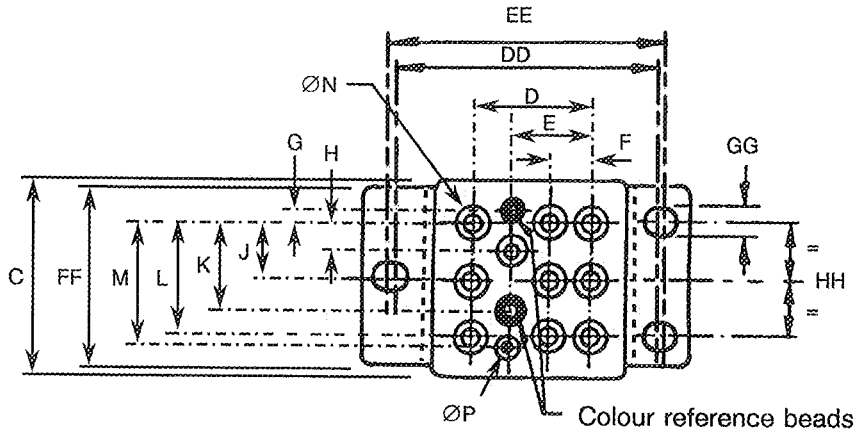 EE
DD
ØN
D
G
H
E
F
GG
C
FF
M
L
K
J
=
HH
=
ØP
Colour reference beads